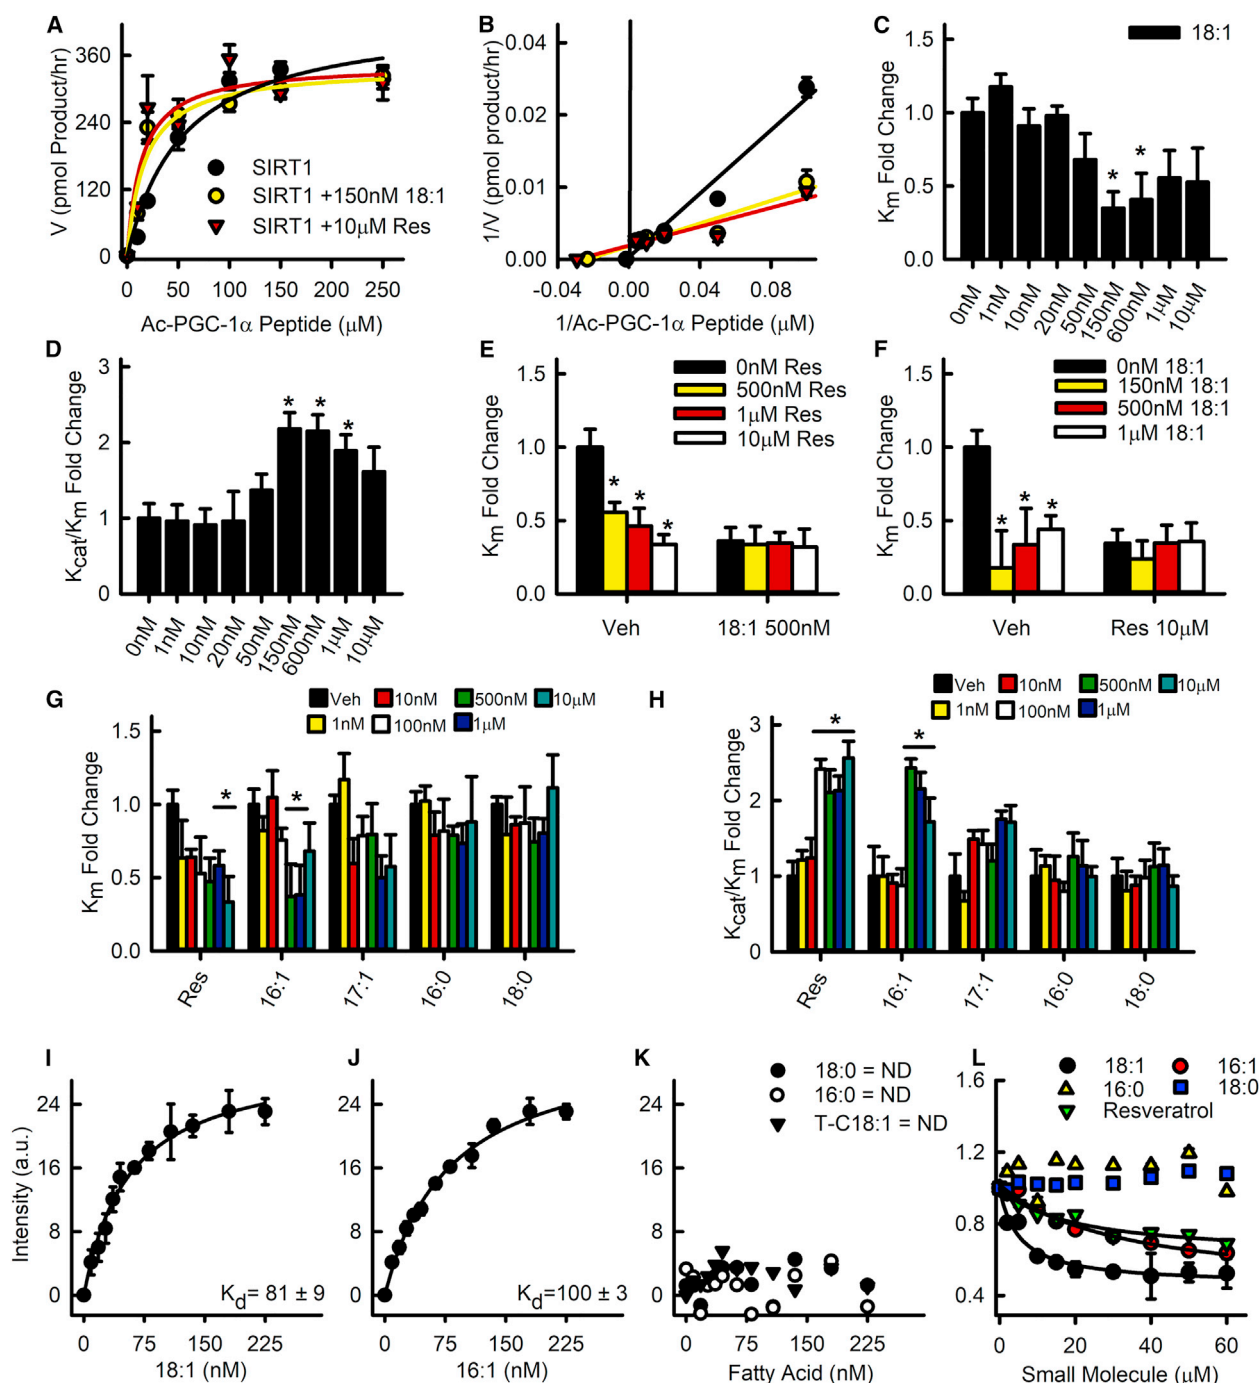 A
V (pmol Product/hr)
360
240
120
0
SIRT1
SIRT1 +150nM 18:1
SIRT1 +10μM Res
0 50 100 150 200 250
Ac-PGC-1α Peptide (μM)
B
1/V (pmol product/hr)
0.04
0.02
0.01
0.00
-0.04 0.00 0.04 0.08
1/Ac-PGC-1α Peptide (μM)
C
18:1
Km Fold Change
1.5
1.0
0.5
0
* *
0nM 1nM 10nM 20nM 50nM 150nM 600nM 1μM 10μM
D
Kcat/Km Fold Change
3
2
1
0
* * *
0nM 1nM 10nM 20nM 50nM 150nM 600nM 1μM 10μM
E
Km Fold Change
1.5
1.0
0.5
0
0nM Res
500nM Res
1μM Res
10μM Res
* * *
Veh 18:1 500nM
F
Km Fold Change
1.5
1.0
0.5
0.0
0nM 18:1
150nM 18:1
500nM 18:1
1μM 18:1
* * *
Veh Res 10μM
G
Veh 10nM 500nM 10μM
1nM 100nM 1μM
Km Fold Change
1.5
1.0
0.5
0.0
* *
Res 16:1 17:1 16:0 18:0
H
Veh 10nM 500nM 10μM
1nM 100nM 1μM
Kcat/Km Fold Change
3
2
1
0
* *
Res 16:1 17:1 16:0 18:0
I
Intensity (a.u.)
24
16
8
0
Kd= 81 ± 9
0 75 150 225
18:1 (nM)
J
24
16
8
0
Kd=100 ± 3
0 75 150 225
16:1 (nM)
K
18:0 = ND
16:0 = ND
T-C18:1 = ND
24
16
8
0
0 75 150 225
Fatty Acid (nM)
L
18:1 16:1
16:0 18:0
Resveratrol
1.6
1.2
0.8
0.4
0 20 40 60
Small Molecule (μM)